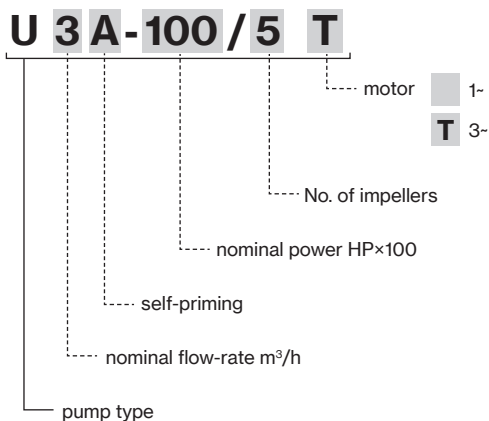 U 3 A - 100 / 5 T
motor 1~
T 3~
No. of impellers
nominal power HP×100
self-priming
nominal flow-rate m³/h
pump type